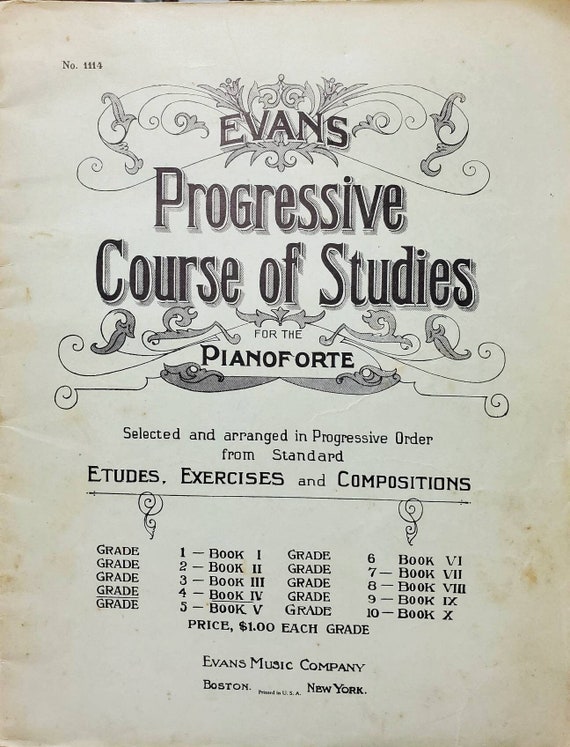 No. 1114
EVANS
PROGRESSIVE
COURSE OF STUDIES
FOR THE
PIANOFORTE
Selected and arranged in Progressive Order
from Standard
ETUDES, EXERCISES and COMPOSITIONS
GRADE 1 — BOOK I GRADE 6 BOOK VI
GRADE 2 — BOOK II GRADE 7 — BOOK VII
GRADE 3 — BOOK III GRADE 8 — BOOK VIII
GRADE 4 — BOOK IV GRADE 9 — BOOK IX
GRADE 5 — BOOK V GRADE 10 — BOOK X
PRICE, $1.00 EACH GRADE
EVANS MUSIC COMPANY
BOSTON. Printed in U. S. A. NEW YORK.